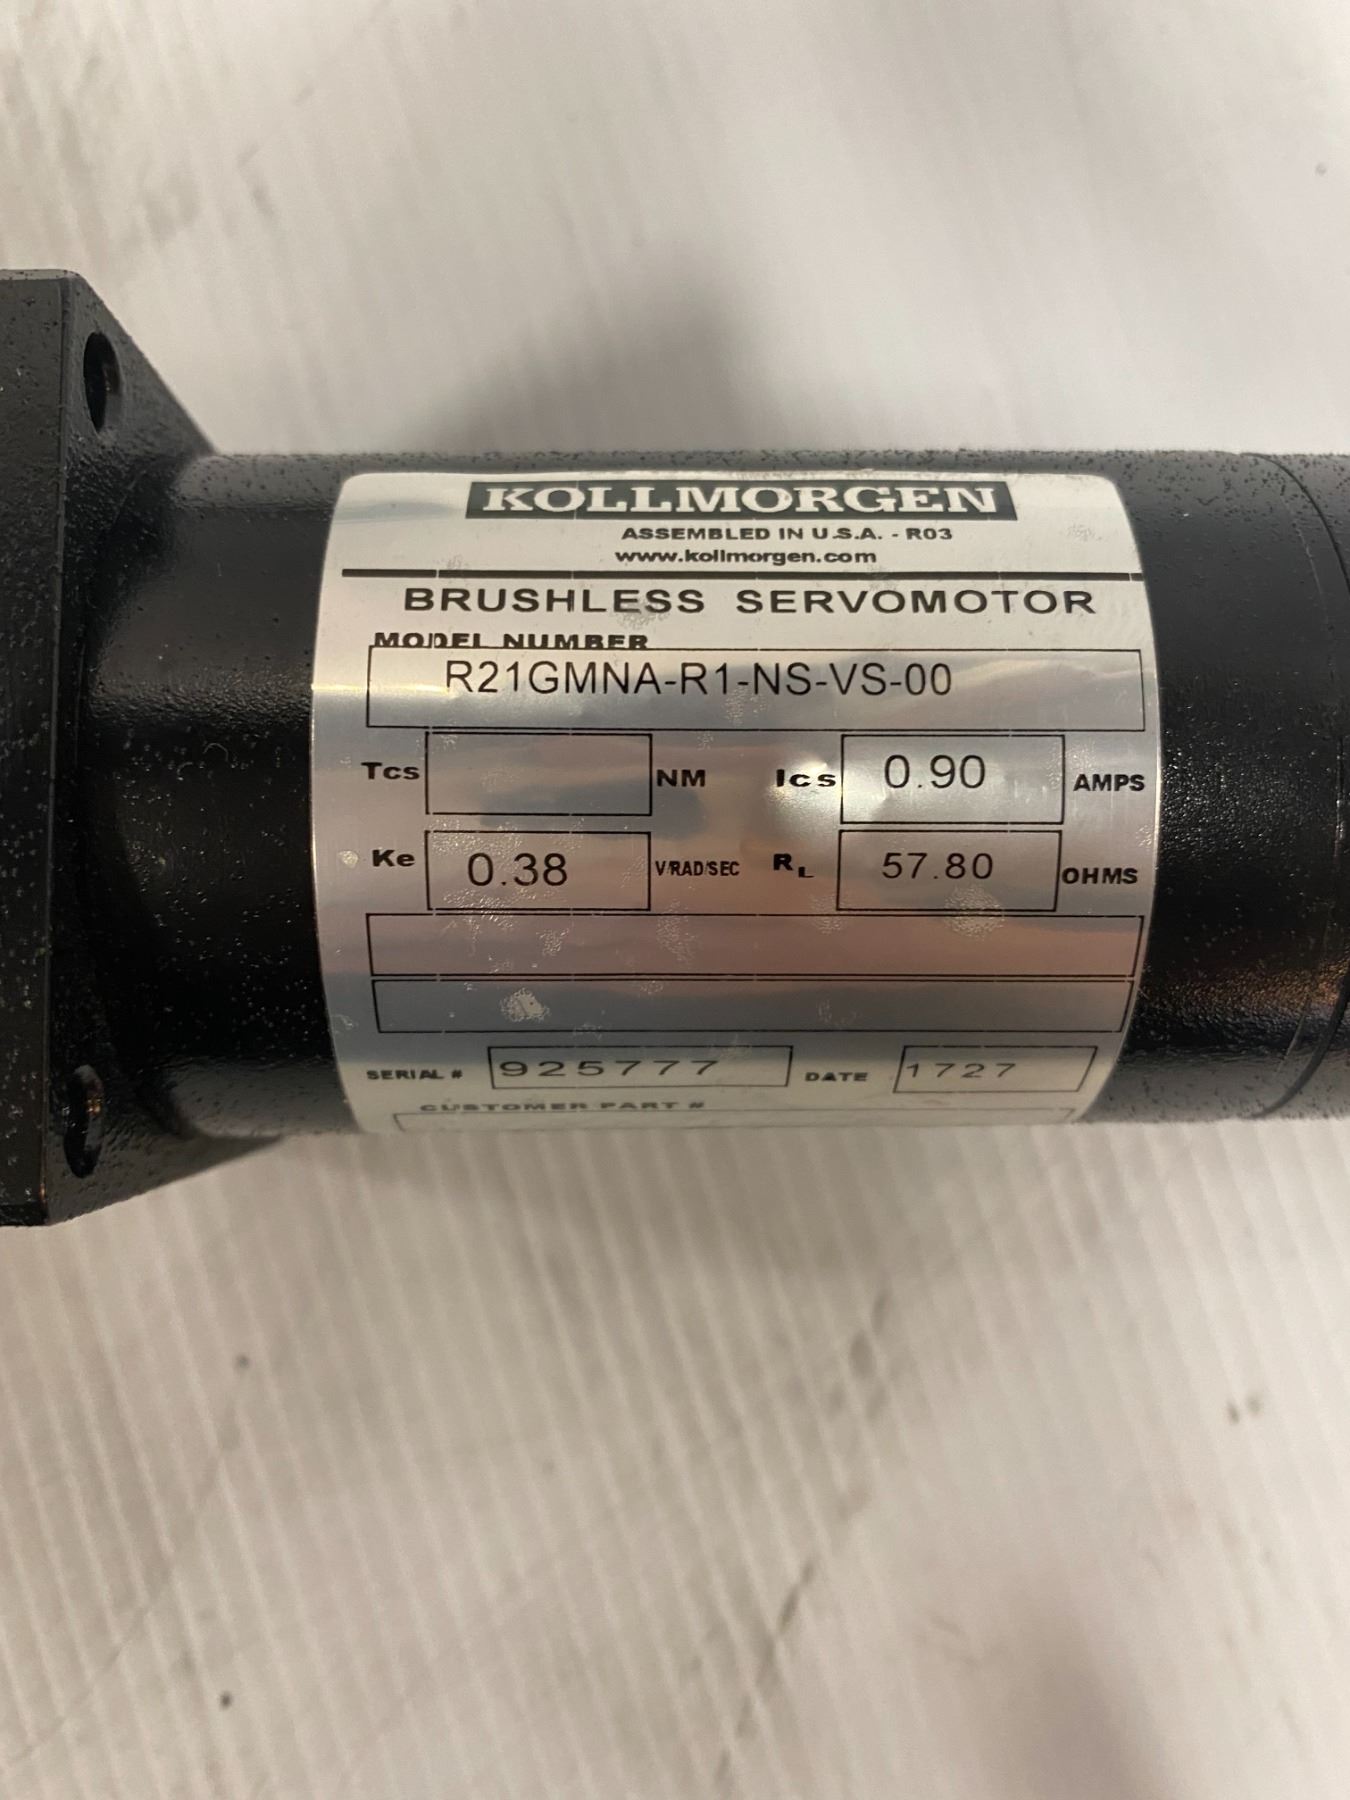 KOLLMORGEN
ASSEMBLED IN U.S.A. - R03
www.kollmorgen.com
BRUSHLESS SERVOMOTOR
MODEL NUMBER
R21GMNA-R1-NS-VS-00
Tcs NM Ics 0.90 AMPS
Ke 0.38 V/RAD/SEC RL 57.80 OHMS
SERIAL # 925777 DATE 1727
CUSTOMER PART #